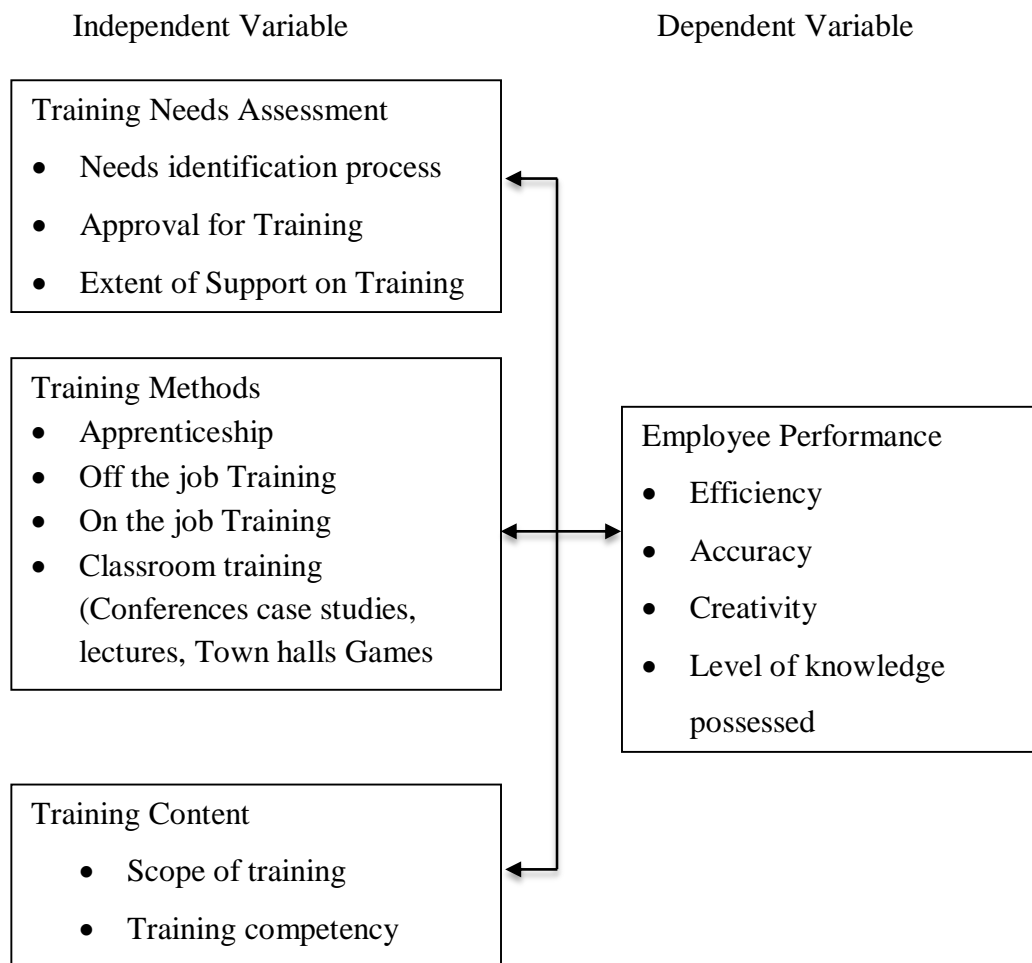 Independent Variable
Dependent Variable
Training Needs Assessment
• Needs identification process
• Approval for Training
• Extent of Support on Training
Training Methods
• Apprenticeship
• Off the job Training
• On the job Training
• Classroom training
(Conferences case studies,
lectures, Town halls Games
Employee Performance
• Efficiency
• Accuracy
• Creativity
• Level of knowledge
possessed
Training Content
• Scope of training
• Training competency